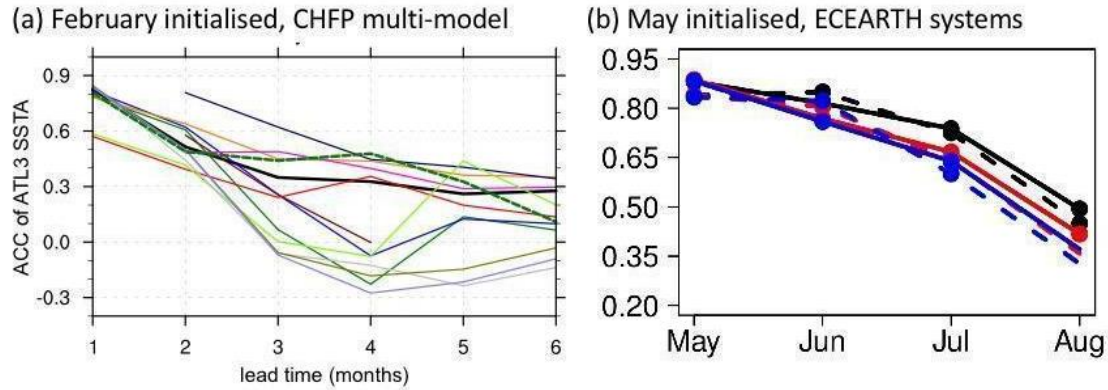 (a) February initialised, CHFP multi-model
ACC of ATL3 SSTA
0.9
0.6
0.3
0.0
-0.3
1 2 3 4 5 6
lead time (months)
(b) May initialised, ECEARTH systems
0.95
0.80
0.65
0.50
0.35
0.20
May Jun Jul Aug